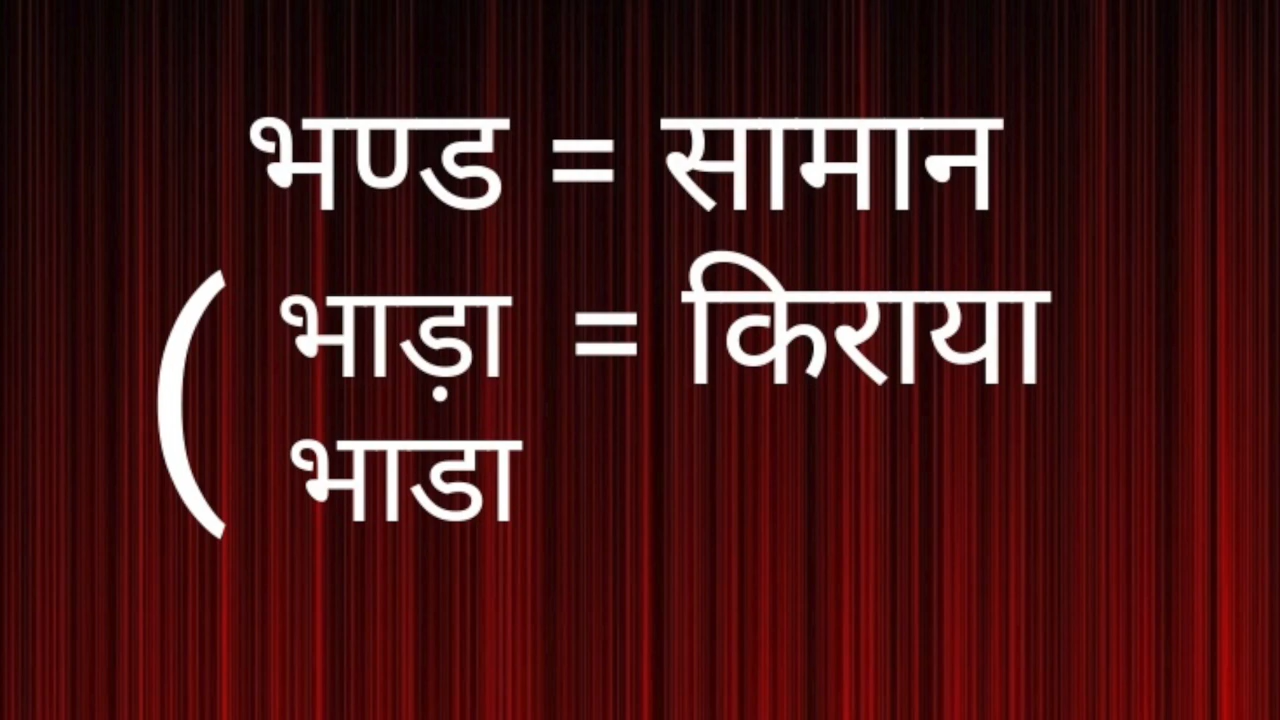 भण्ड = सामान
( भाड़ा = किराया
भाडा